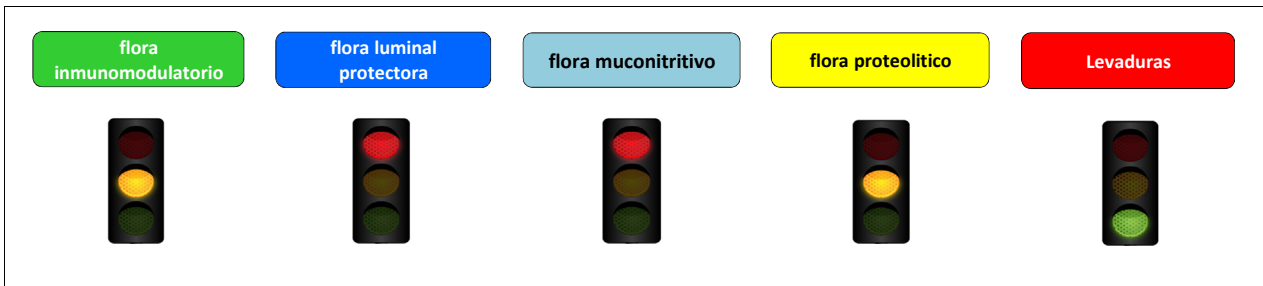 flora
inmunomodulatorio
flora luminal
protectora
flora muconitritivo
flora proteolitico
Levaduras